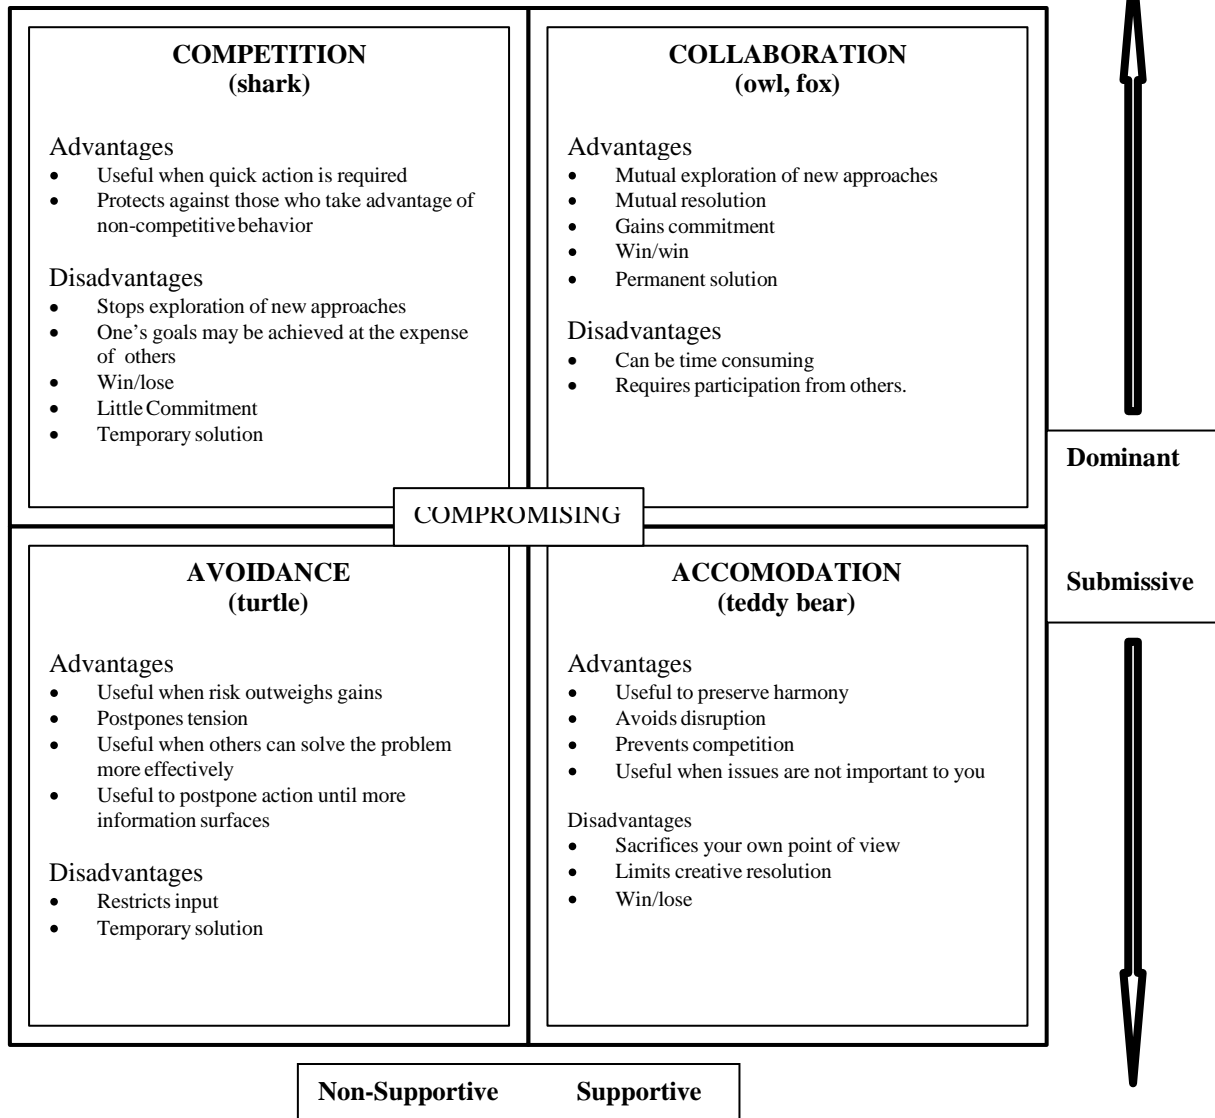 COMPETITION
(shark)
Advantages
• Useful when quick action is required
• Protects against those who take advantage of
non-competitive behavior
Disadvantages
• Stops exploration of new approaches
• One’s goals may be achieved at the expense
of others
• Win/lose
• Little Commitment
• Temporary solution
COLLABORATION
(owl, fox)
Advantages
• Mutual exploration of new approaches
• Mutual resolution
• Gains commitment
• Win/win
• Permanent solution
Disadvantages
• Can be time consuming
• Requires participation from others.
Dominant
COMPROMISING
AVOIDANCE
(turtle)
Advantages
• Useful when risk outweighs gains
• Postpones tension
• Useful when others can solve the problem
more effectively
• Useful to postpone action until more
information surfaces
Disadvantages
• Restricts input
• Temporary solution
ACCOMODATION
(teddy bear)
Advantages
• Useful to preserve harmony
• Avoids disruption
• Prevents competition
• Useful when issues are not important to you
Disadvantages
• Sacrifices your own point of view
• Limits creative resolution
• Win/lose
Submissive
Non-Supportive Supportive